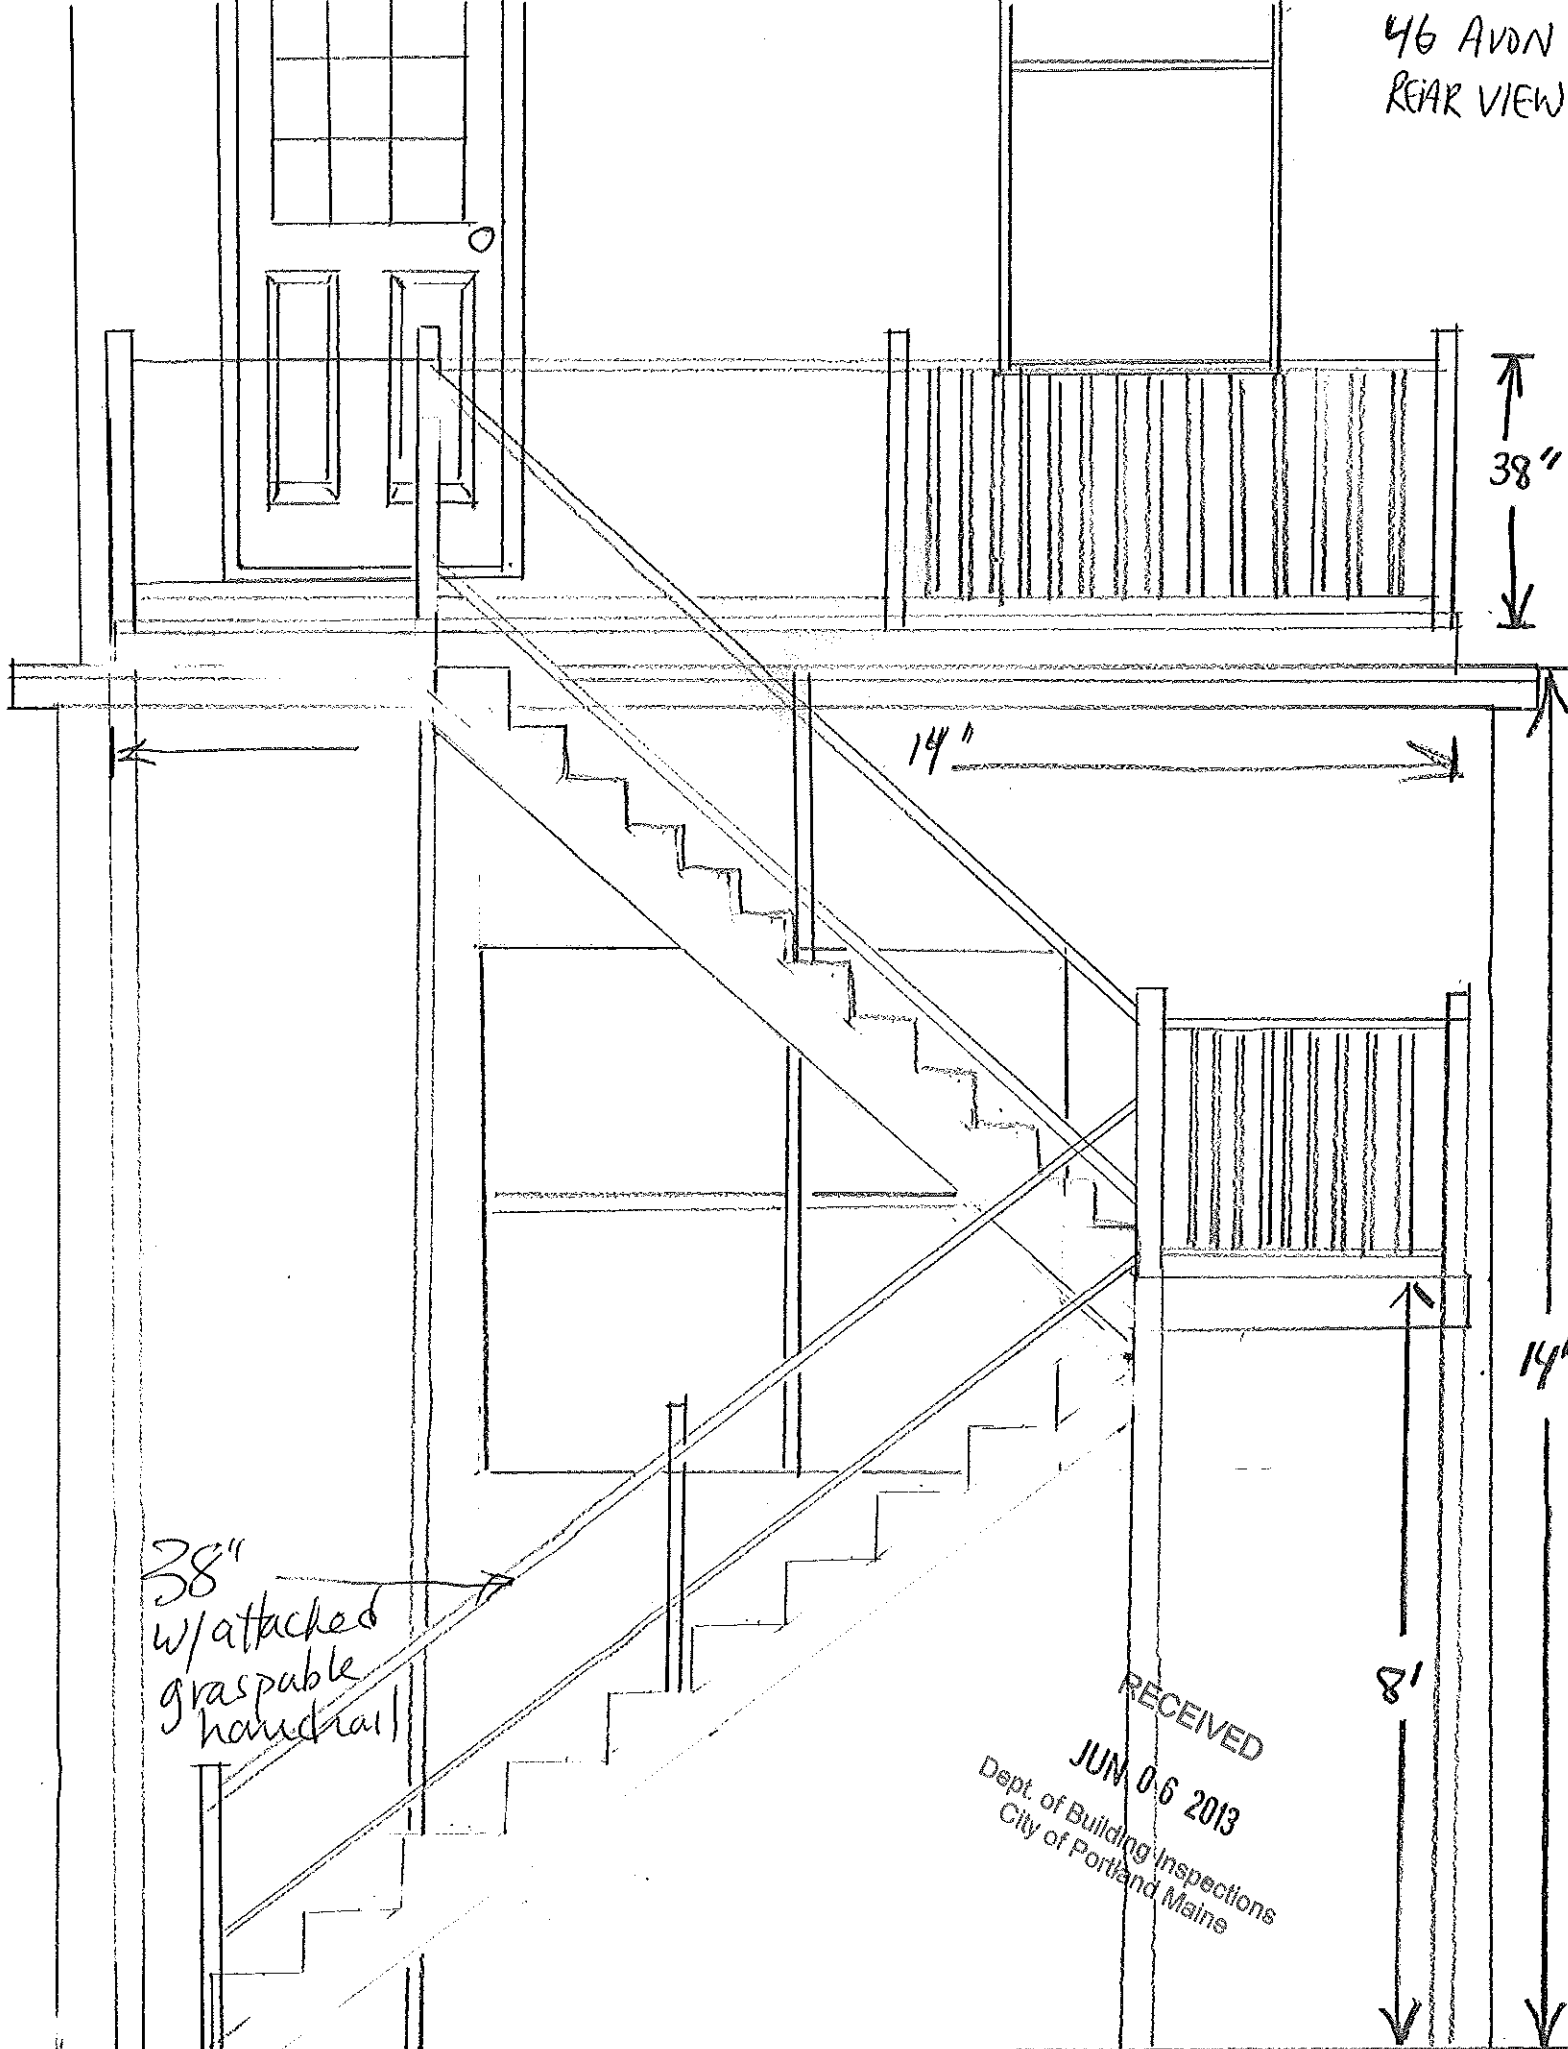 46 AVON
REAR VIEW
38"
14"
14"
38"
w/attached
graspable
handrail
8'
RECEIVED
JUN 06 2013
Dept. of Building Inspections
City of Portland Maine